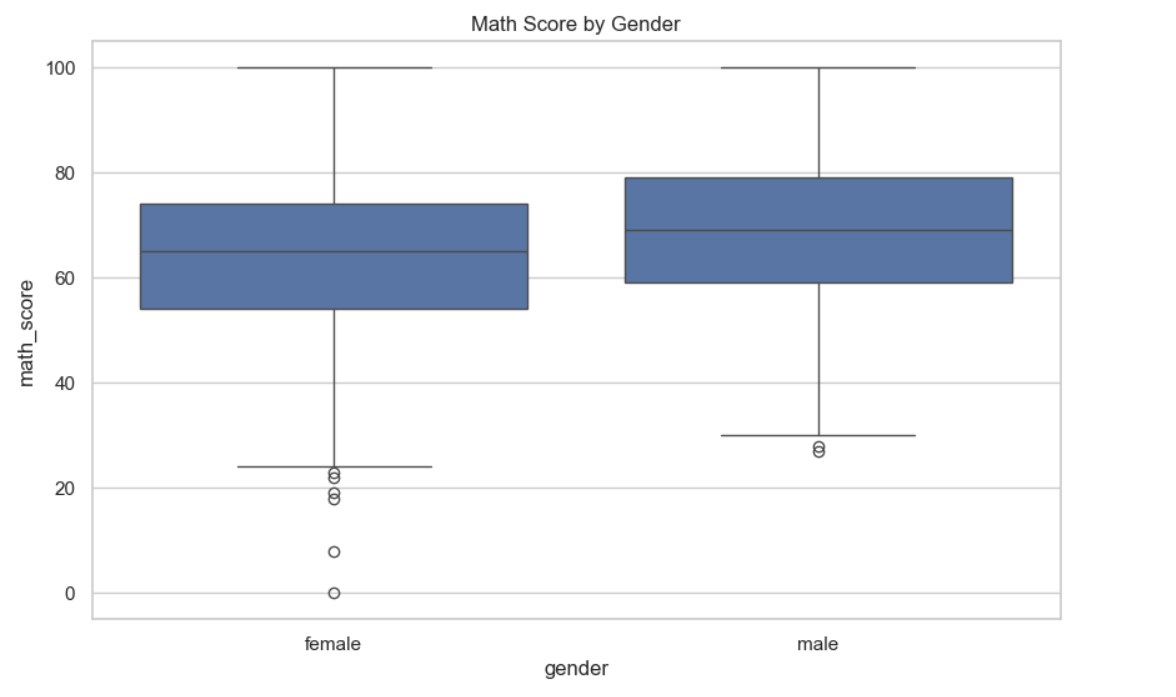 Math Score by Gender
100
80
60
40
20
0
math_score
female
male
gender